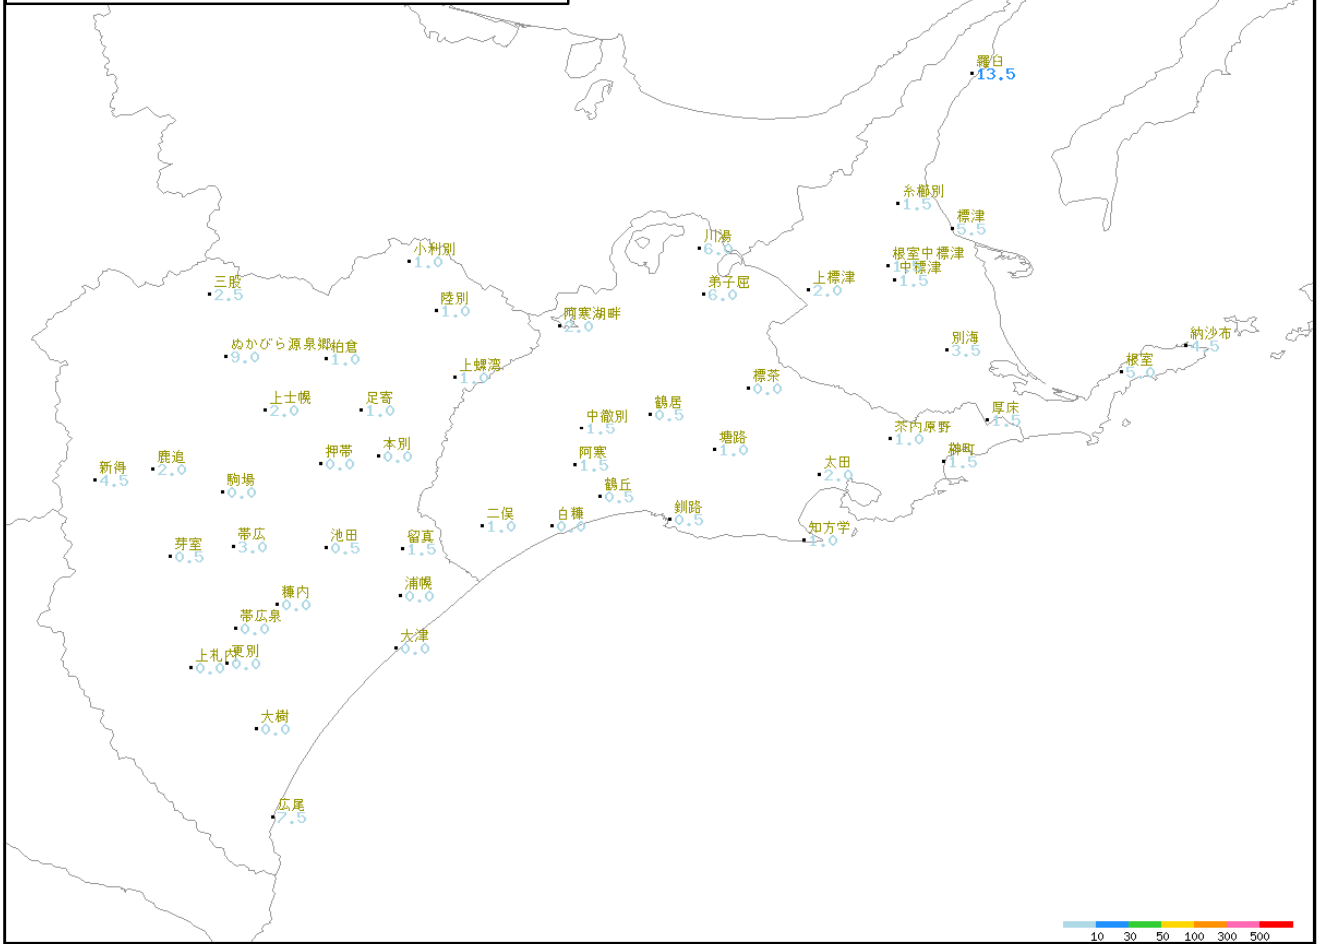 羅臼
13.5
糸櫛別
1.5
標津
5.5
川湯
6.0
小利別
1.0
根室中標津
中標津
1.5
三股
2.5
弟子屈
6.0
上標津
2.0
陸別
1.0
阿寒湖畔
2.0
納沙布
4.5
ぬかびら源泉郷
9.0
柏倉
1.0
別海
3.5
根室
5.0
上螺湾
1.0
標茶
0.0
上士幌
2.0
足寄
1.0
鶴居
0.5
厚床
1.5
中徹別
1.5
茶内原野
1.0
塘路
1.0
本別
0.0
押帯
0.0
阿寒
1.5
榊町
1.5
太田
2.0
鹿追
2.0
新得
4.5
駒場
0.0
鶴丘
0.5
釧路
0.5
二俣
1.0
白糠
0.0
知方学
1.0
帯広
3.0
芽室
0.5
池田
0.5
留真
1.5
浦幌
0.0
糠内
0.0
帯広泉
0.0
大津
0.0
上札内
0.0
更別
0.0
大樹
0.0
広尾
7.5
10 30 50 100 300 500